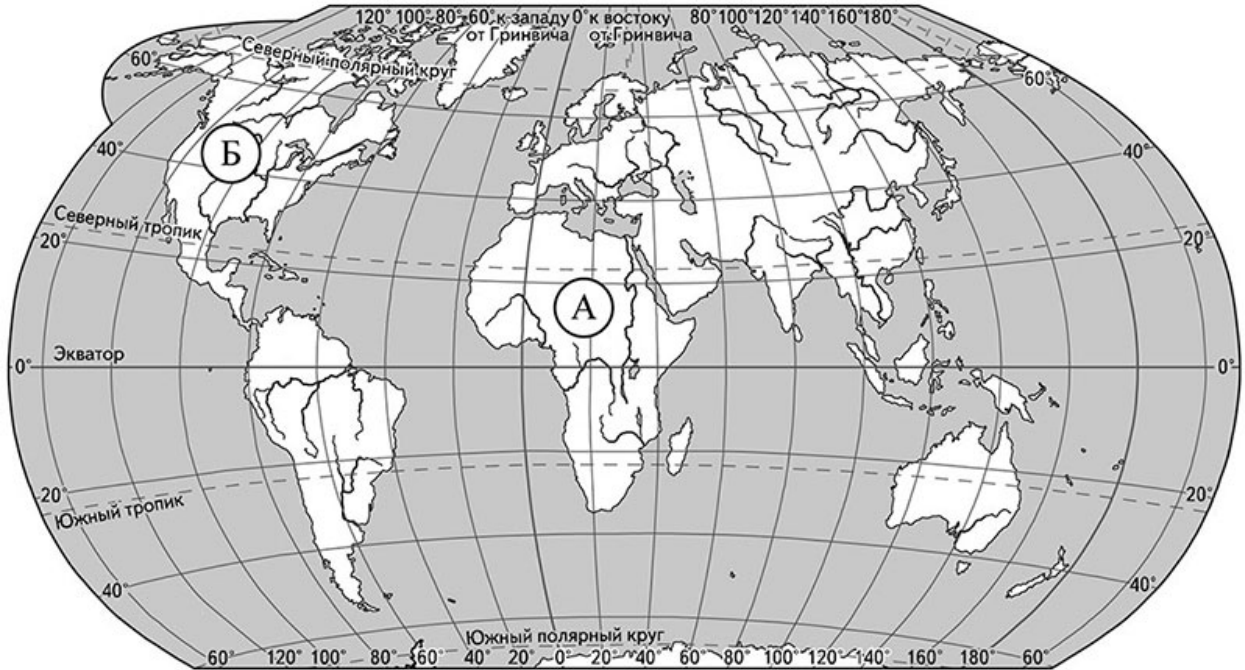 120° 100° 80° 60° к западу 0° к востоку 80° 100° 120° 140° 160° 180°
от Гринвича от Гринвича
60° Северный полярный круг 60°
Б
40° 40°
Северный тропик
20° 20°
А
Экватор
0° 0°
20° 20°
Южный тропик
40° 40°
Южный полярный круг
60° 120° 100° 80° 60° 40° 20° 0° 20° 40° 60° 80° 100° 120° 140° 160° 60°